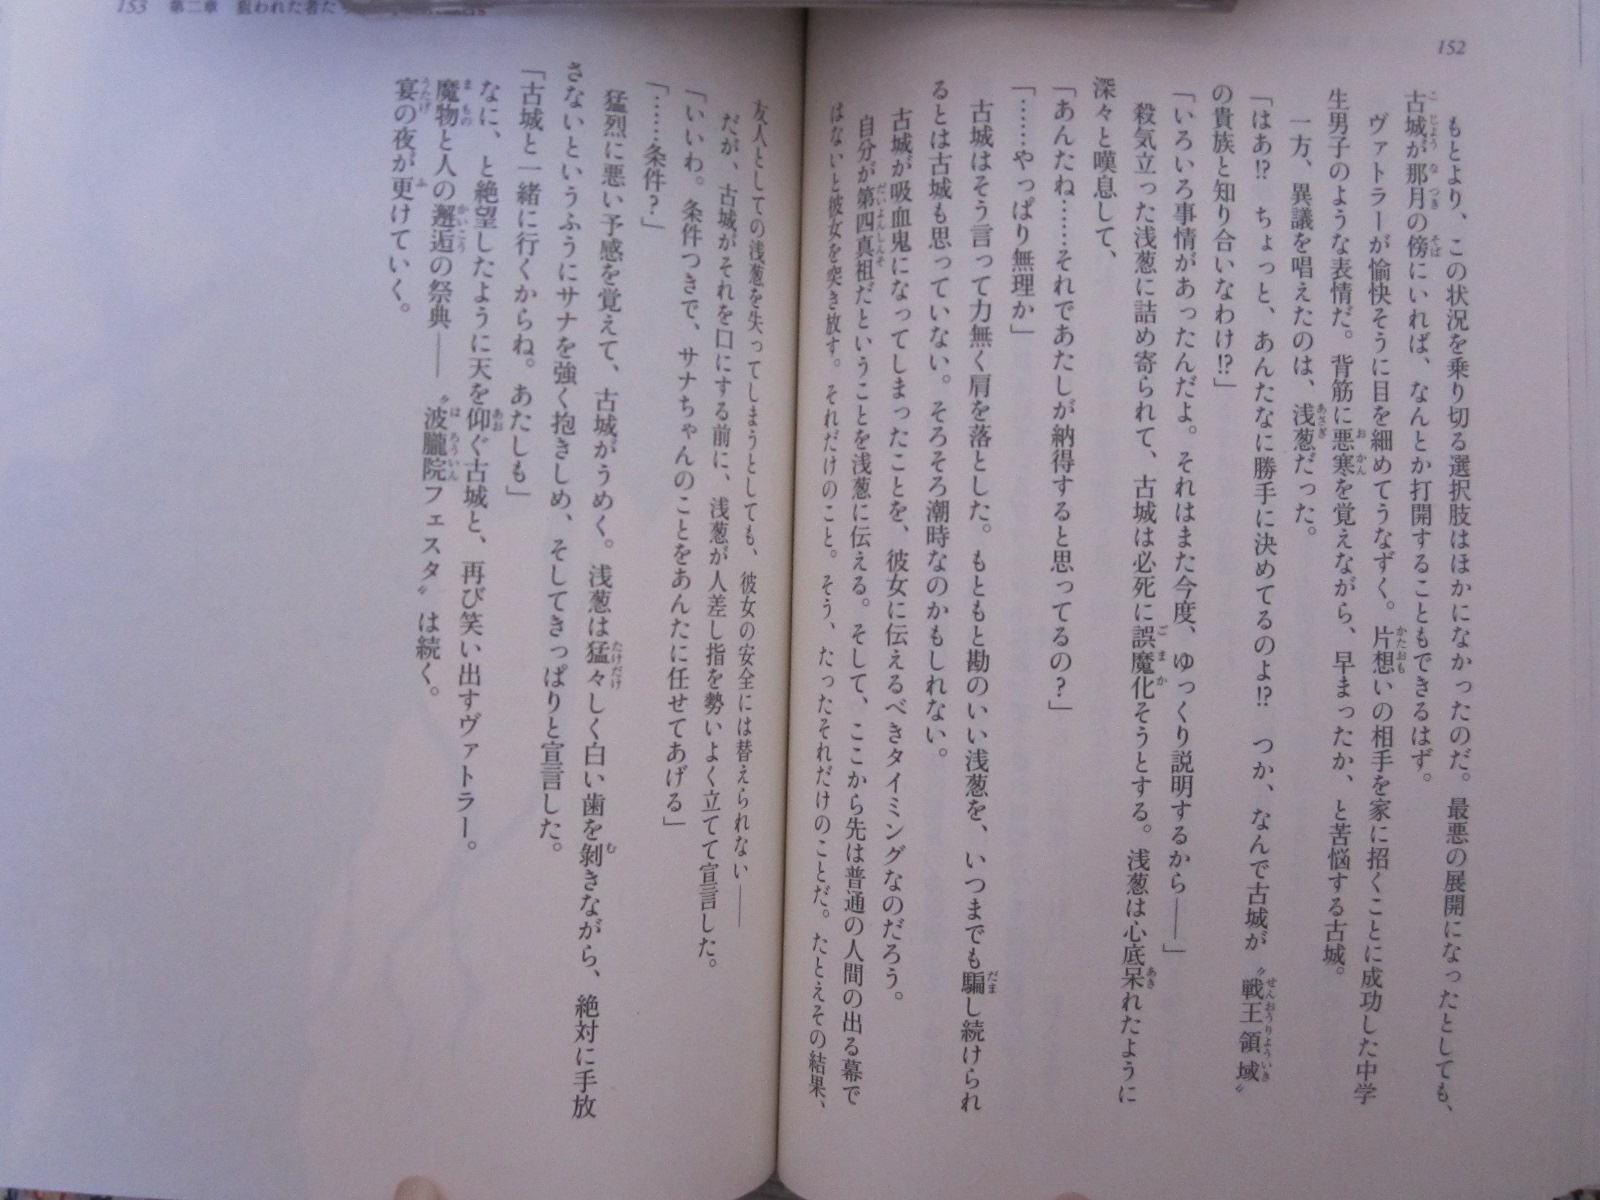 152
もとより、この状況を乗り切る選択肢はほかになかったのだ。最悪の展開になったとしても、
古城が那月の傍にいれば、なんとか打開することもできるはず。
ヴァトラーが愉快そうに目を細めてうなずく。片想いの相手を家に招くことに成功した中学
生男子のような表情だ。背筋に悪寒を覚えながら、早まったか、と苦悩する古城。
一方、異議を唱えたのは、浅葱だった。
「はあ!? ちょっと、あんたなに勝手に決めてるのよ!? つか、なんで古城が〝戦王領域〟
の貴族と知り合いなわけ!?」
「いろいろ事情があったんだよ。それはまた今度、ゆっくり説明するから――」
殺気立った浅葱に詰め寄られて、古城は必死に誤魔化そうとする。浅葱は心底呆れたように
深々と嘆息して、
「あんたね……それであたしが納得すると思ってるの？」
「……やっぱり無理か」
古城はそう言って力無く肩を落とした。もともと勘のいい浅葱を、いつまでも騙し続けられ
るとは古城も思っていない。そろそろ潮時なのかもしれない。
古城が吸血鬼になってしまったことを、彼女に伝えるべきタイミングなのだろう。
自分が第四真祖だということを浅葱に伝える。そして、ここから先は普通の人間の出る幕で
はないと彼女を突き放す。それだけのこと。そう、たったそれだけのことだ。たとえその結果、
153 第二章 狙われた者た
友人としての浅葱を失ってしまうとしても、彼女の安全には替えられない――
だが、古城がそれを口にする前に、浅葱が人差し指を勢いよく立てて宣言した。
「いいわ。条件つきで、サナちゃんのことをあんたに任せてあげる」
「……条件？」
猛烈に悪い予感を覚えて、古城がうめく。浅葱は猛々しく白い歯を剝きながら、絶対に手放
さないというふうにサナを強く抱きしめ、そしてきっぱりと宣言した。
「古城と一緒に行くからね。あたしも」
なに、と絶望したように天を仰ぐ古城と、再び笑い出すヴァトラー。
魔物と人の邂逅の祭典――〝波朧院フェスタ〟は続く。
宴の夜が更けていく。